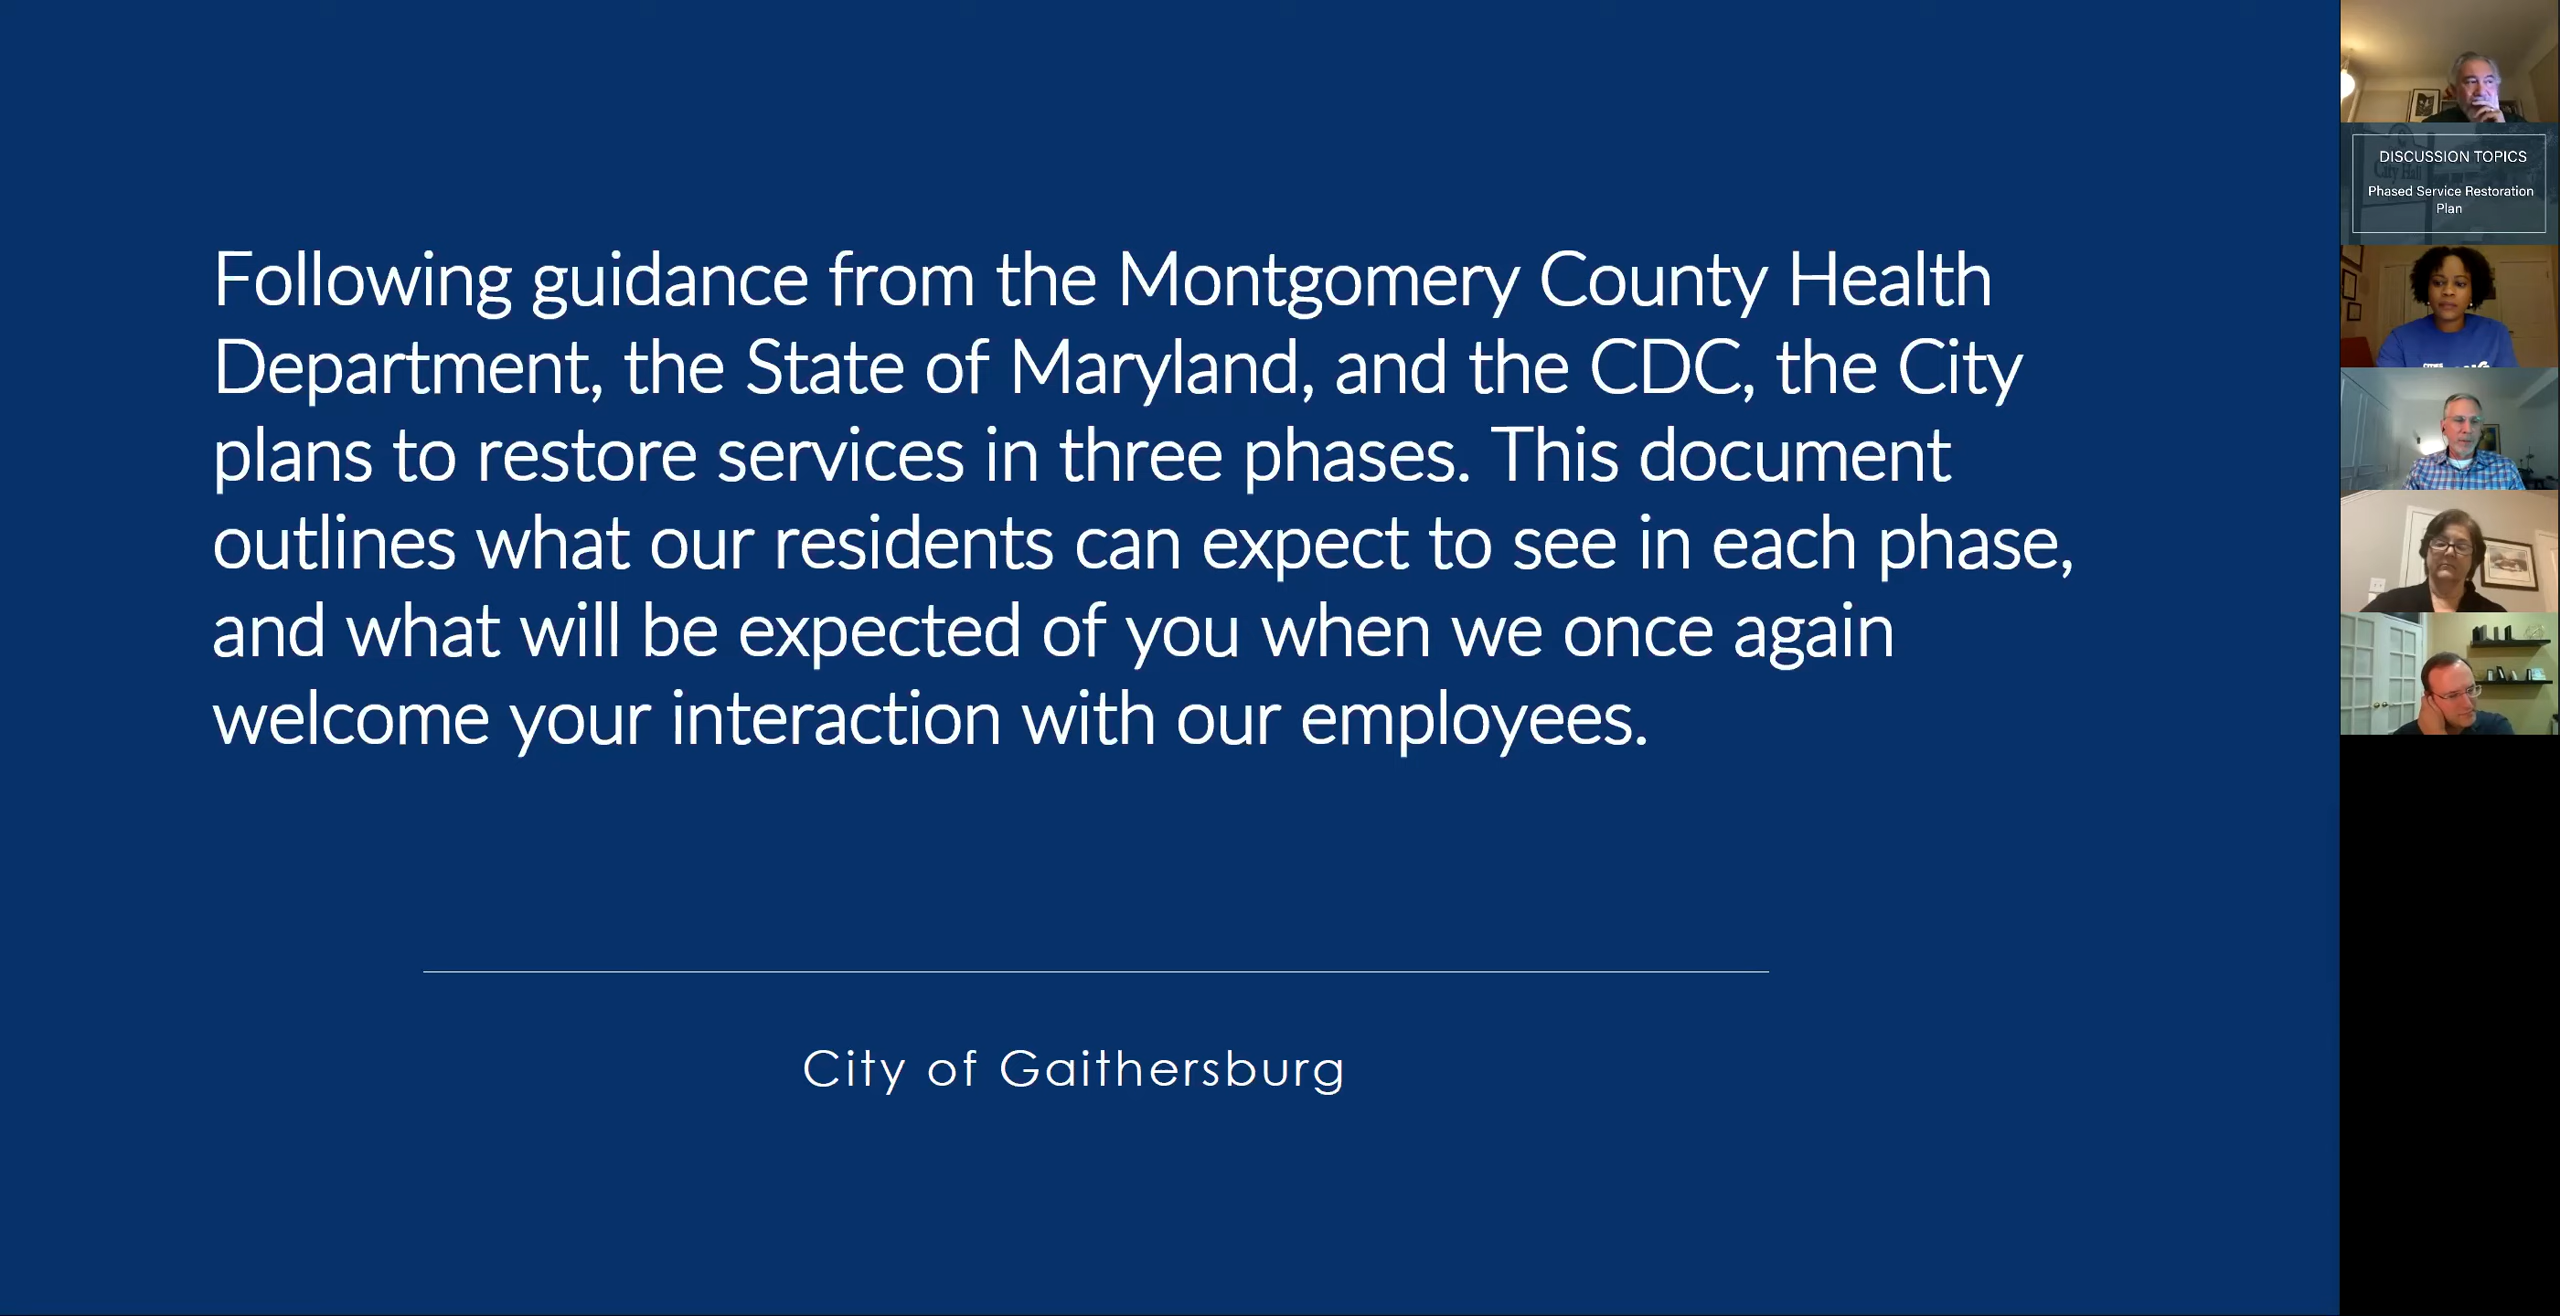 Following guidance from the Montgomery County Health
Department, the State of Maryland, and the CDC, the City
plans to restore services in three phases. This document
outlines what our residents can expect to see in each phase,
and what will be expected of you when we once again
welcome your interaction with our employees.
City of Gaithersburg
DISCUSSION TOPICS
City Hall
Phased Service Restoration
Plan